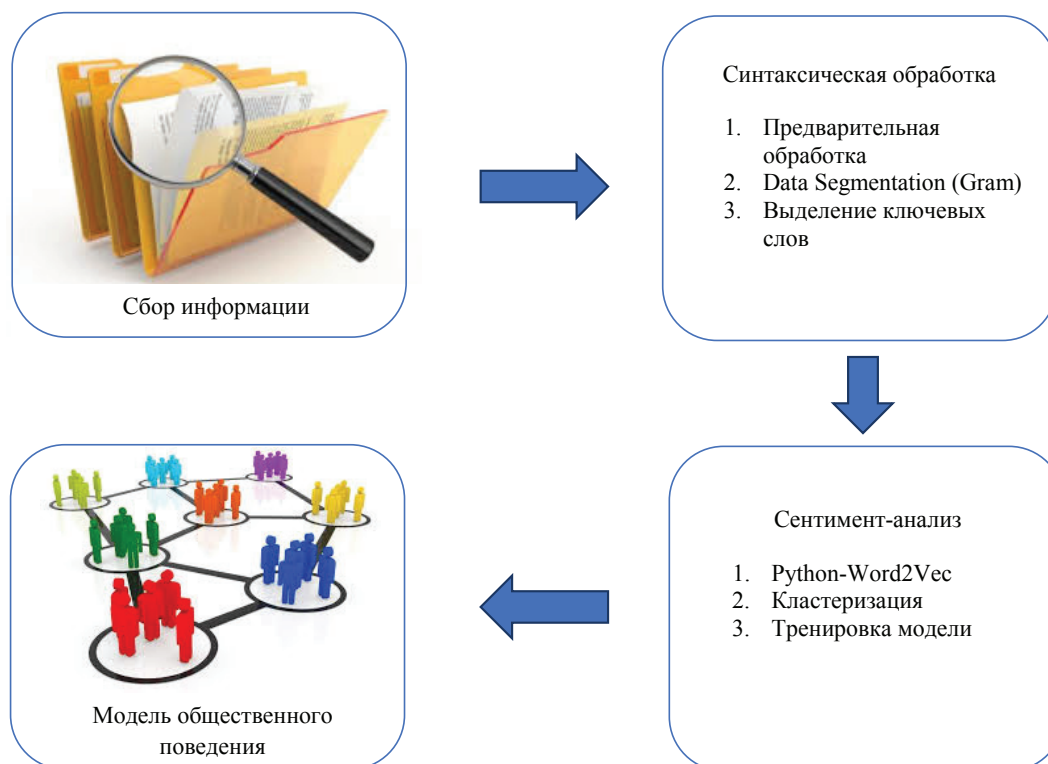 Сбор информации
Синтаксическая обработка
1. Предварительная
обработка
2. Data Segmentation (Gram)
3. Выделение ключевых
слов
Сентимент-анализ
1. Python-Word2Vec
2. Кластеризация
3. Тренировка модели
Модель общественного
поведения